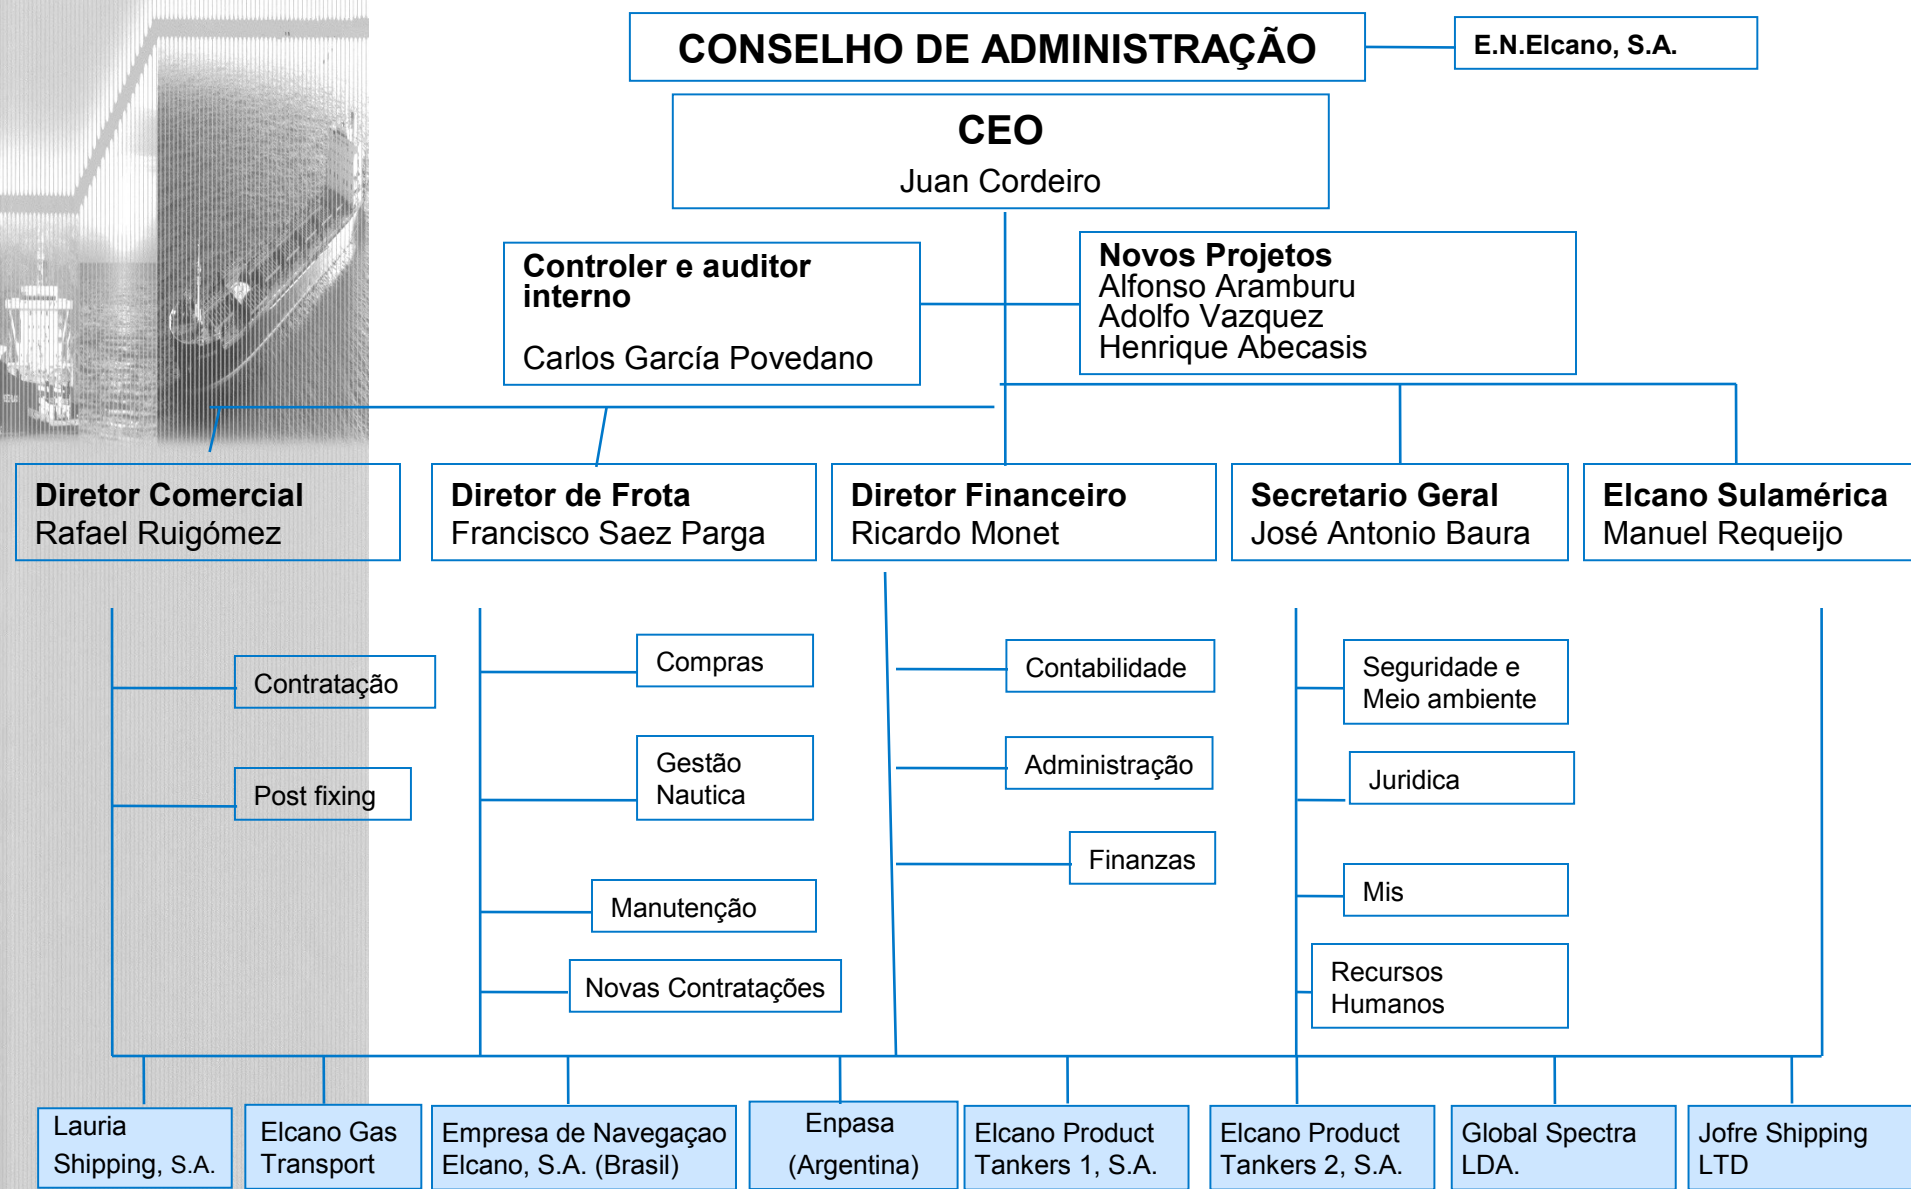 CONSELHO DE ADMINISTRAÇÃO
E.N.Elcano, S.A.
CEO
Juan Cordeiro
Controler e auditor
interno
Carlos García Povedano
Novos Projetos
Alfonso Aramburu
Adolfo Vazquez
Henrique Abecasis
Diretor Comercial
Rafael Ruigómez
Diretor de Frota
Francisco Saez Parga
Diretor Financeiro
Ricardo Monet
Secretario Geral
José Antonio Baura
Elcano Sulamérica
Manuel Requeijo
Contratação
Post fixing
Compras
Gestão
Nautica
Manutenção
Novas Contratações
Contabilidade
Administração
Finanzas
Seguridade e
Meio ambiente
Juridica
Mis
Recursos
Humanos
Lauria
Shipping, S.A.
Elcano Gas
Transport
Empresa de Navegaçao
Elcano, S.A. (Brasil)
Enpasa
(Argentina)
Elcano Product
Tankers 1, S.A.
Elcano Product
Tankers 2, S.A.
Global Spectra
LDA.
Jofre Shipping
LTD